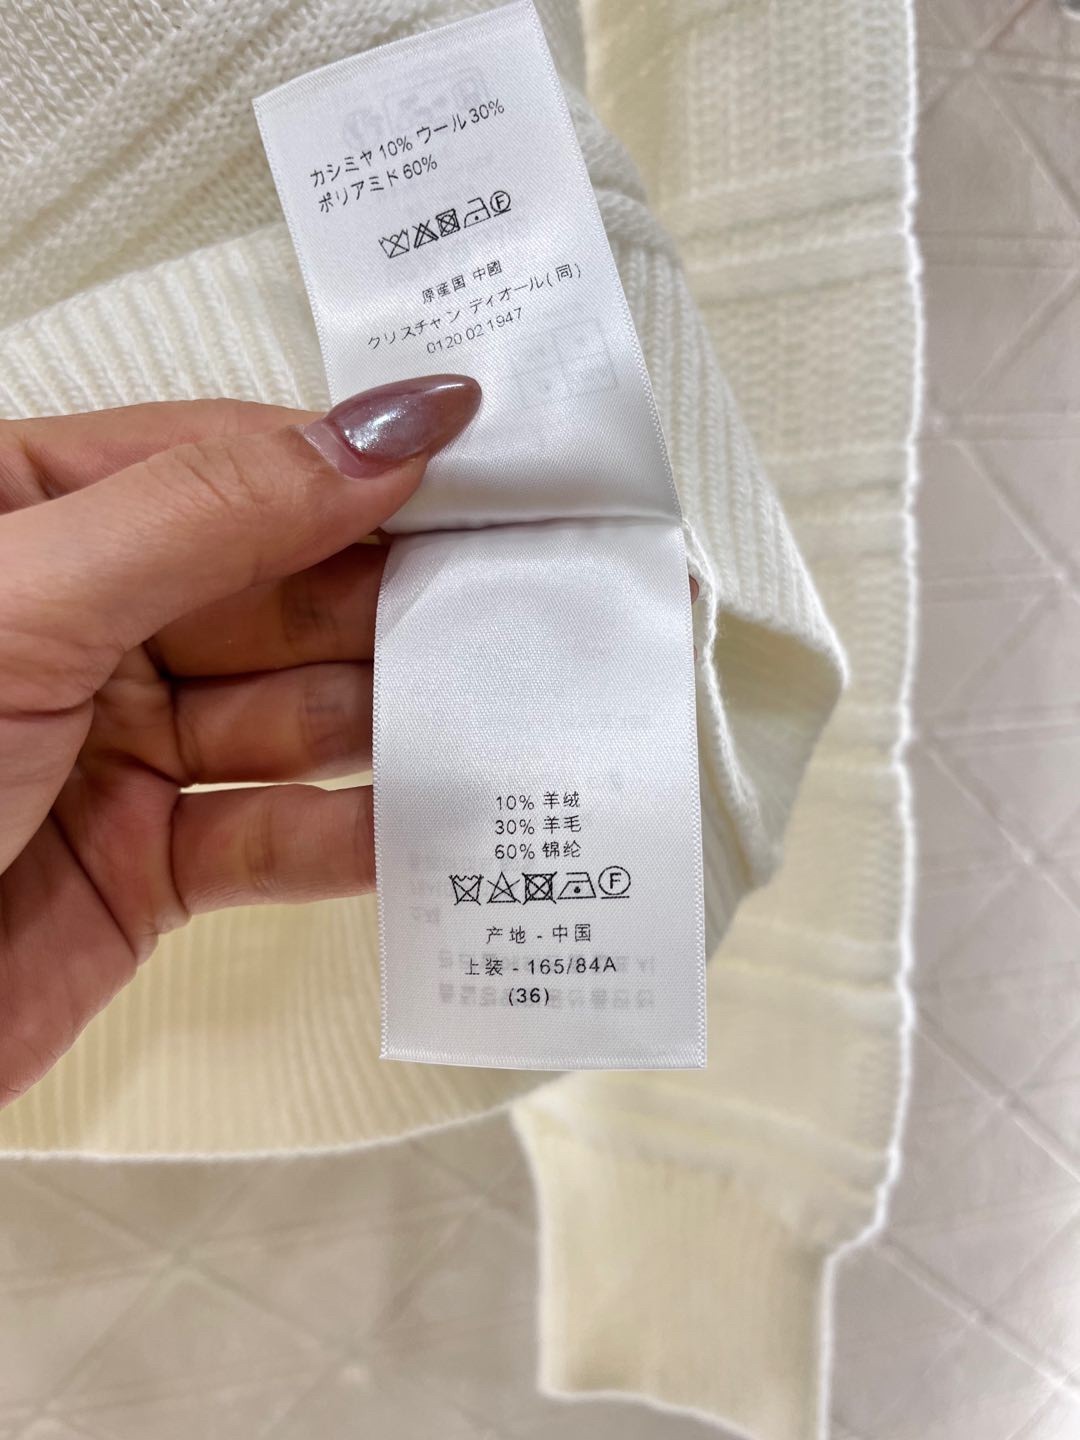 カシミヤ 10% ウール 30%
ポリアミド 60%
F
原産国 中國
クリスチャン ディオール(同)
0120 02 1947
10% 羊绒
30% 羊毛
60% 锦纶
F
产地 - 中国
上装 - 165/84A
(36)